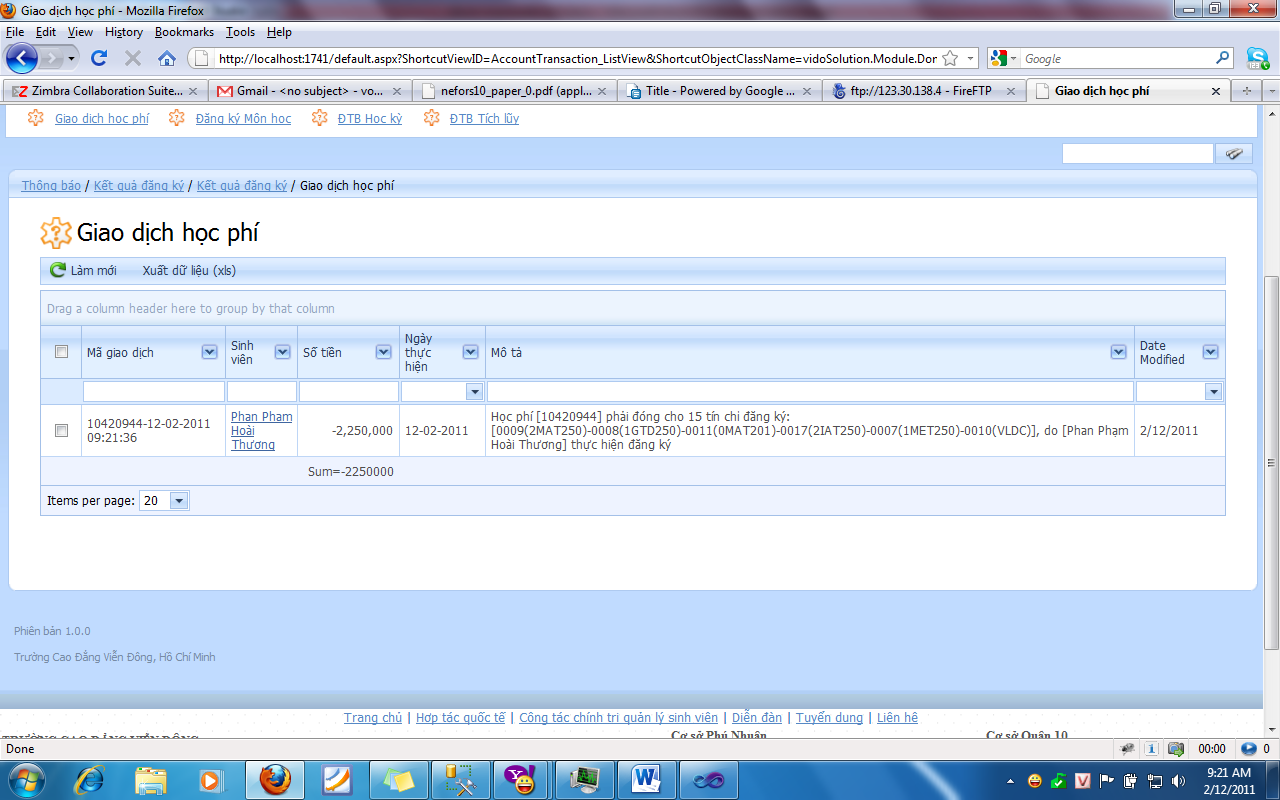 Giao dịch học phí - Mozilla Firefox
File Edit View History Bookmarks Tools Help
http://localhost:1741/default.aspx?ShortcutViewID=AccountTransaction_ListView&ShortcutObjectClassName=vidoSolution.Module.Dor
Google
Zimbra Collaboration Suite...
Gmail - <no subject> - vo...
nefors10_paper_0.pdf (appl...
Title - Powered by Google ...
ftp://123.30.138.4 - FireFTP
Giao dịch học phí
Giao dịch học phí
Đăng ký Môn học
ĐTB Học kỳ
ĐTB Tích lũy
Thông báo / Kết quả đăng ký / Kết quả đăng ký / Giao dịch học phí
Giao dịch học phí
Làm mới
Xuất dữ liệu (xls)
Drag a column header here to group by that column
Mã giao dịch
Sinh
viên
Số tiền
Ngày
thực
hiện
Mô tả
Date
Modified
10420944-12-02-2011
09:21:36
Phan Phạm
Hoài
Thương
-2,250,000
12-02-2011
Học phí [10420944] phải đóng cho 15 tín chỉ đăng ký:
[0009(2MAT250)-0008(1GTD250)-0011(0MAT201)-0017(2IAT250)-0007(1MET250)-0010(VLDC)], do [Phan Phạm
Hoài Thương] thực hiện đăng ký
2/12/2011
Sum=-2250000
Items per page: 20
Phiên bản 1.0.0
Trường Cao Đẳng Viễn Đông, Hồ Chí Minh
Trang chủ | Hợp tác quốc tế | Công tác chính trị quản lý sinh viên | Diễn đàn | Tuyển dụng | Liên hê
TRƯỜNG CAO ĐẲNG VIỄN ĐÔNG
Cơ sở Phú Nhuận
Cơ sở Quận 10
Done
00:00
0
9:21 AM
2/12/2011